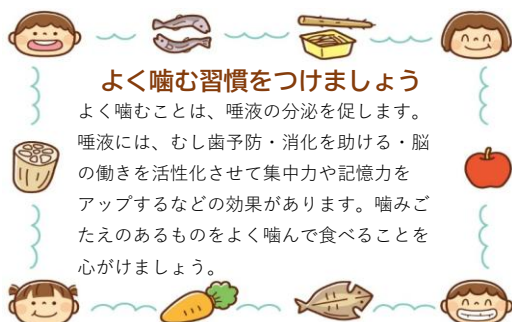 よく噛む習慣をつけましょう
よく噛むことは、唾液の分泌を促します。
唾液には、むし歯予防・消化を助ける・脳
の働きを活性化させて集中力や記憶力を
アップするなどの効果があります。噛みご
たえのあるものをよく噛んで食べることを
心がけましょう。